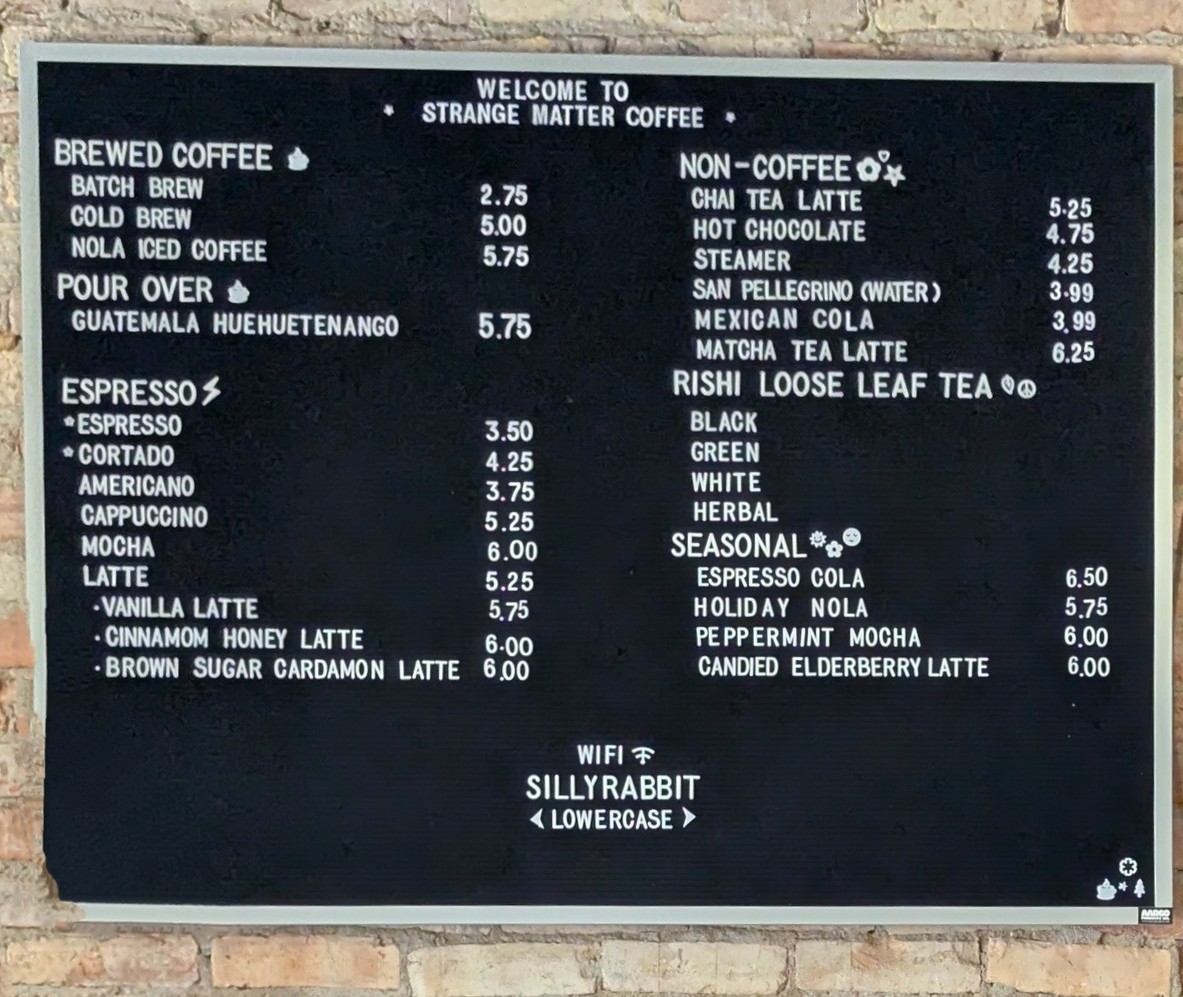 WELCOME TO
* STRANGE MATTER COFFEE *
BREWED COFFEE
BATCH BREW 2.75
COLD BREW 5.00
NOLA ICED COFFEE 5.75
POUR OVER
GUATEMALA HUEHUETENANGO 5.75
ESPRESSO
*ESPRESSO 3.50
*CORTADO 4.25
AMERICANO 3.75
CAPPUCCINO 5.25
MOCHA 6.00
LATTE 5.25
·VANILLA LATTE 5.75
·CINNAMOM HONEY LATTE 6.00
·BROWN SUGAR CARDAMON LATTE 6.00
NON-COFFEE
CHAI TEA LATTE 5.25
HOT CHOCOLATE 4.75
STEAMER 4.25
SAN PELLEGRINO (WATER) 3.99
MEXICAN COLA 3.99
MATCHA TEA LATTE 6.25
RISHI LOOSE LEAF TEA
BLACK
GREEN
WHITE
HERBAL
SEASONAL
ESPRESSO COLA 6.50
HOLIDAY NOLA 5.75
PEPPERMINT MOCHA 6.00
CANDIED ELDERBERRY LATTE 6.00
WIFI
SILLYRABBIT
<LOWERCASE>